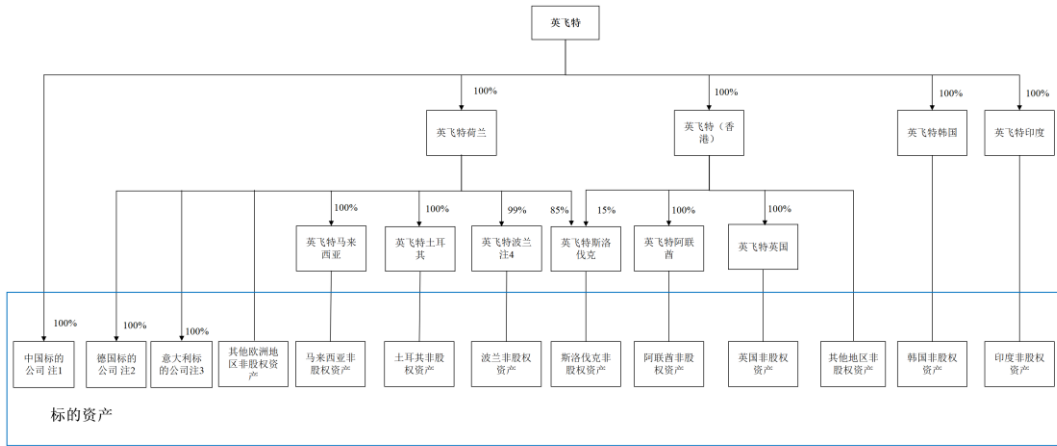 英飞特
100%
100%
100%
100%
英飞特荷兰
英飞特（香
港）
英飞特韩国
英飞特印度
100%
100%
99%
85%
15%
100%
100%
英飞特马来
西亚
英飞特土耳
其
英飞特波兰
注4
英飞特斯洛
伐克
英飞特阿联
酋
英飞特英国
100%
100%
100%
中国标的
公司 注1
德国标的
公司 注2
意大利标
的公司注3
其他欧洲地
区非股权资
产
马来西亚非
股权资产
土耳其非股
权资产
波兰非股权
资产
斯洛伐克非
股权资产
阿联酋非股
权资产
英国非股权
资产
其他地区非
股权资产
韩国非股权
资产
印度非股权
资产
标的资产